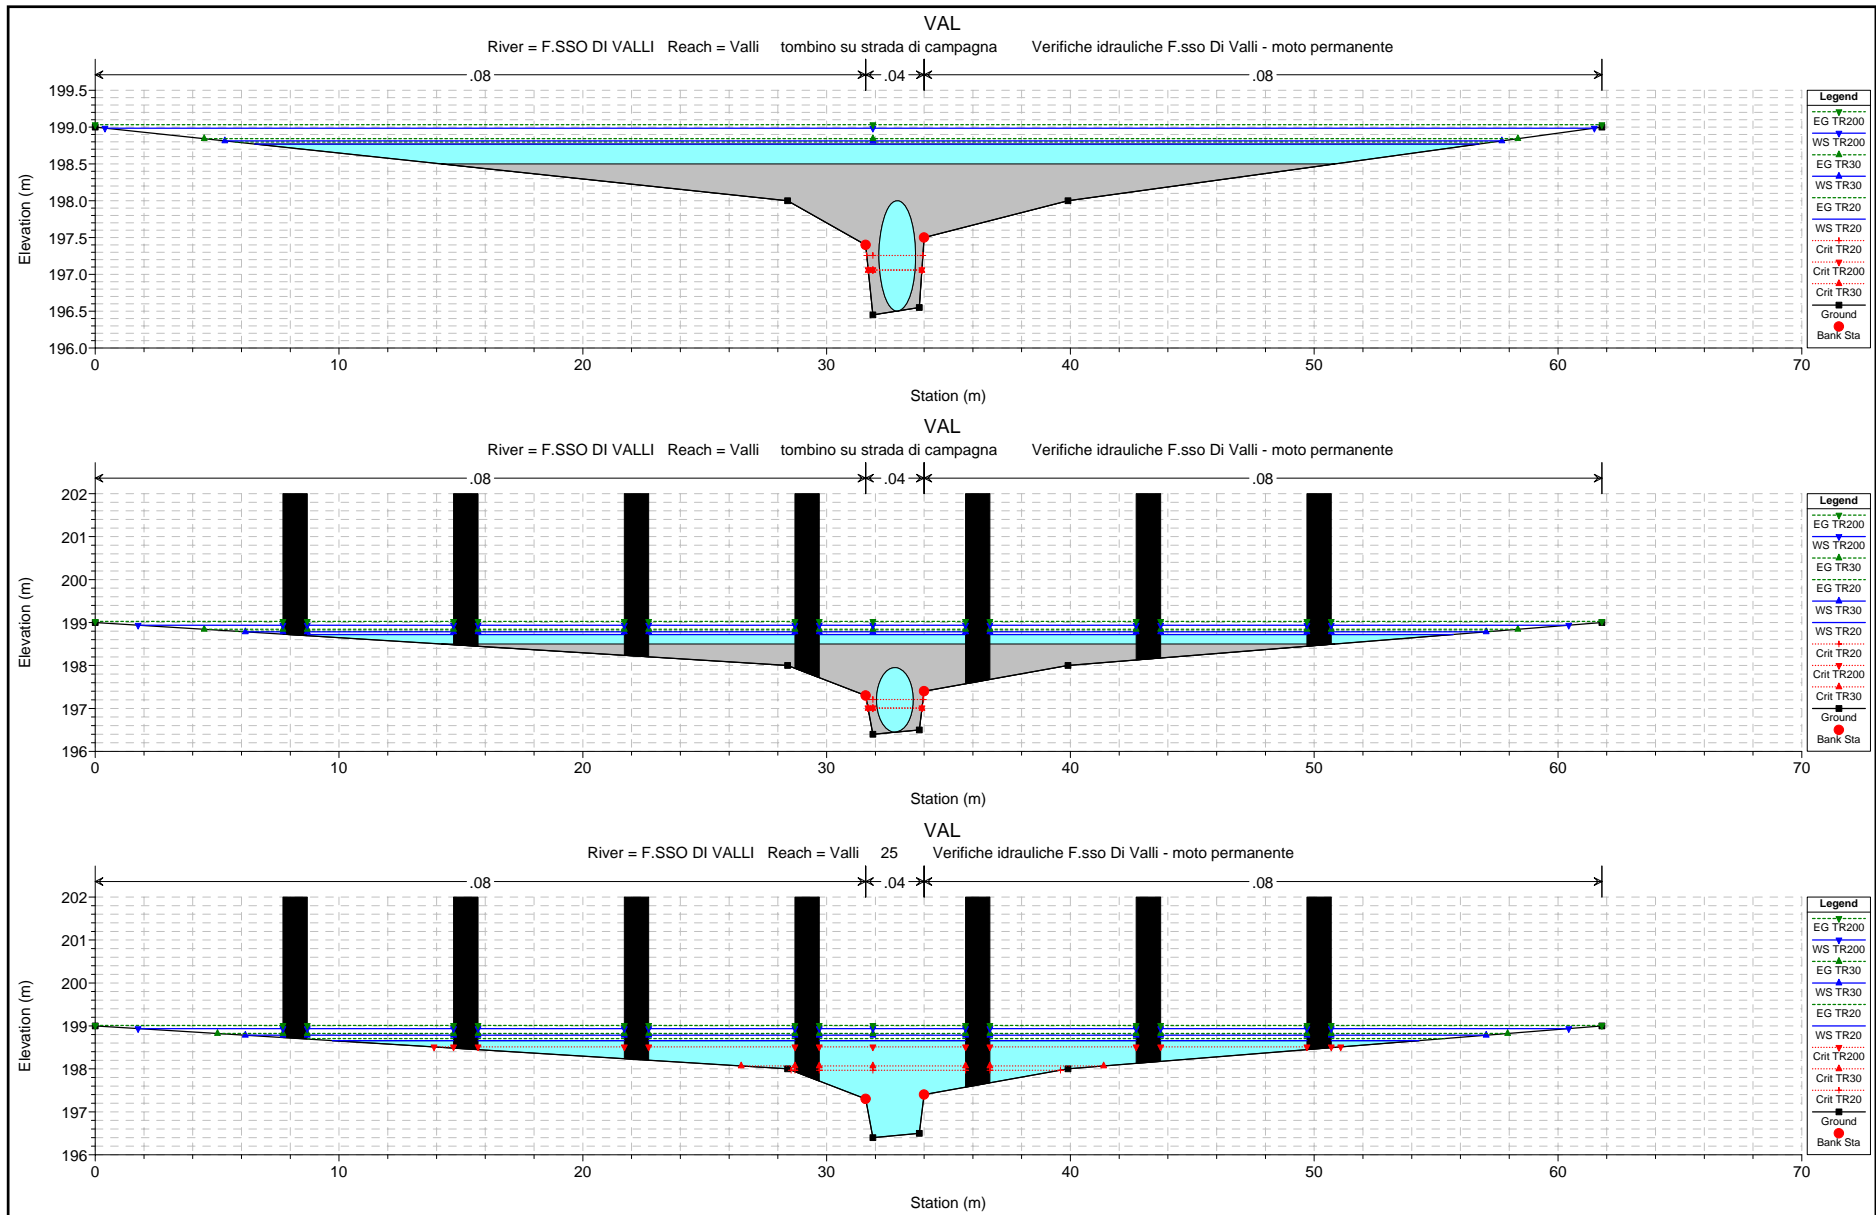 VAL
River = F.SSO DI VALLI Reach = Valli tombino su strada di campagna Verifiche idrauliche F.sso Di Valli - moto permanente
.08 .04 .08
199.5
199.0
198.5
198.0
197.5
197.0
196.5
196.0
Elevation (m)
0 10 20 30 40 50 60 70
Station (m)
Legend
EG TR200
WS TR200
EG TR30
WS TR30
EG TR20
WS TR20
Crit TR20
Crit TR200
Crit TR30
Ground
Bank Sta
VAL
River = F.SSO DI VALLI Reach = Valli tombino su strada di campagna Verifiche idrauliche F.sso Di Valli - moto permanente
.08 .04 .08
202
201
200
199
198
197
196
Elevation (m)
0 10 20 30 40 50 60 70
Station (m)
Legend
EG TR200
WS TR200
EG TR30
EG TR20
WS TR30
WS TR20
Crit TR20
Crit TR200
Crit TR30
Ground
Bank Sta
VAL
River = F.SSO DI VALLI Reach = Valli 25 Verifiche idrauliche F.sso Di Valli - moto permanente
.08 .04 .08
202
201
200
199
198
197
196
Elevation (m)
0 10 20 30 40 50 60 70
Station (m)
Legend
EG TR200
WS TR200
EG TR30
WS TR30
EG TR20
WS TR20
Crit TR200
Crit TR30
Crit TR20
Ground
Bank Sta